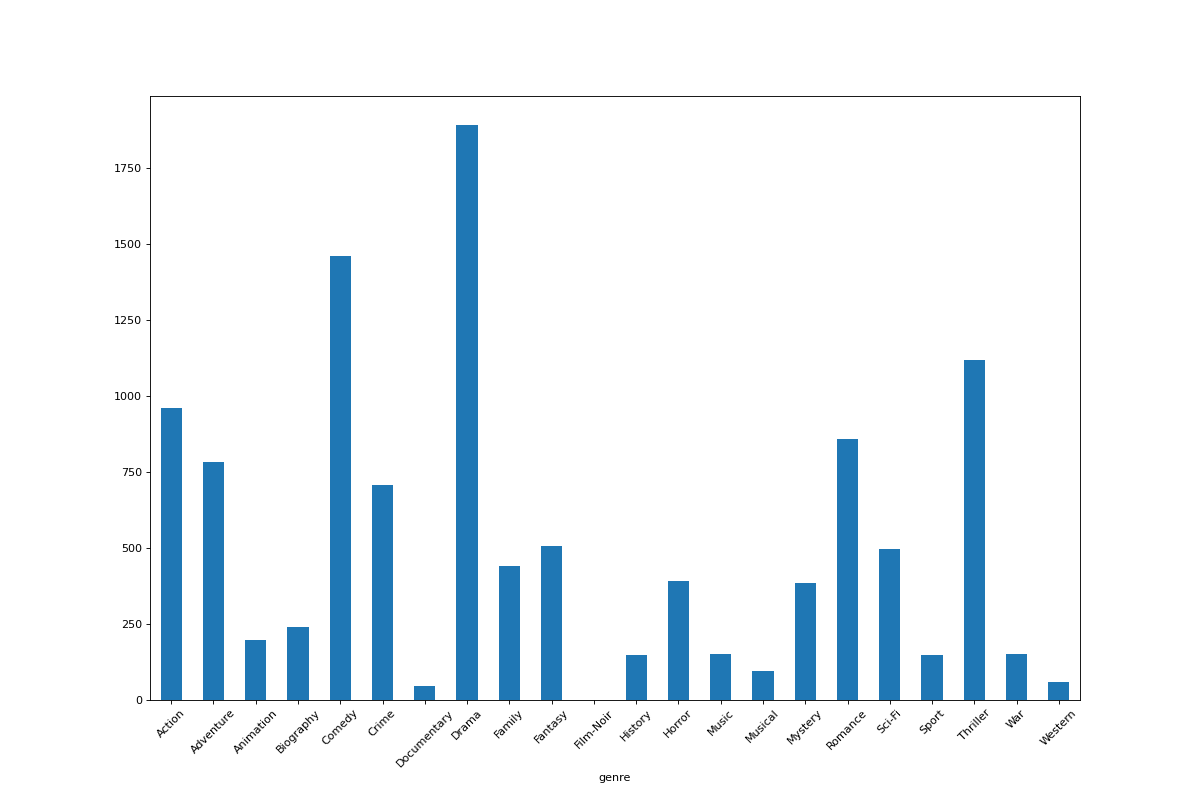 1750
1500
1250
1000
750
500
250
0
Action
Adventure
Animation
Biography
Comedy
Crime
Documentary
Drama
Family
Fantasy
Film-Noir
History
Horror
Music
Musical
Mystery
Romance
Sci-Fi
Sport
Thriller
War
Western
genre